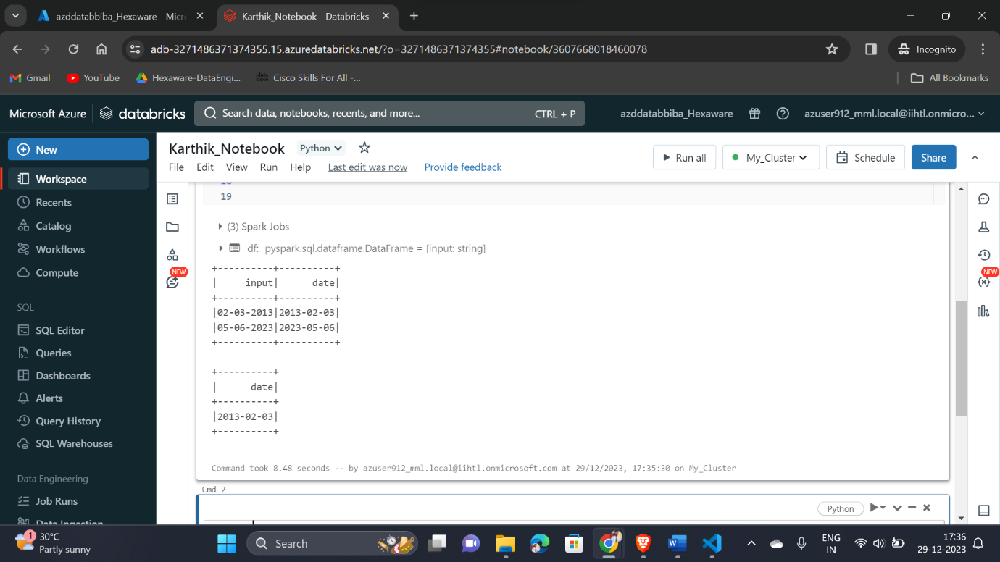 azddatabbiba_Hexaware - Micr
Karthik_Notebook - Databricks
adb-3271486371374355.15.azuredatabricks.net/?o=3271486371374355#notebook/3607668018460078
Incognito
Gmail
YouTube
Hexaware-DataEngi...
Cisco Skills For All -...
All Bookmarks
Microsoft Azure
databricks
Search data, notebooks, recents, and more...
CTRL + P
azddatabbiba_Hexaware
azuser912_mml.local@iihtl.onmicro...
New
Workspace
Recents
Catalog
Workflows
Compute
SQL
SQL Editor
Queries
Dashboards
Alerts
Query History
SQL Warehouses
Data Engineering
Job Runs
Data Ingestion
Karthik_Notebook
Python
File Edit View Run Help Last edit was now Provide feedback
Run all
My_Cluster
Schedule
Share
NEW
NEW
18
19
(3) Spark Jobs
df: pyspark.sql.dataframe.DataFrame = [input: string]
+----------+----------+
|     input|      date|
+----------+----------+
|02-03-2013|2013-02-03|
|05-06-2023|2023-05-06|
+----------+----------+
+----------+
|      date|
+----------+
|2013-02-03|
+----------+
Command took 8.48 seconds -- by azuser912_mml.local@iihtl.onmicrosoft.com at 29/12/2023, 17:35:30 on My_Cluster
Cmd 2
Python
1
30°C
Partly sunny
Search
ENG
IN
17:36
29-12-2023